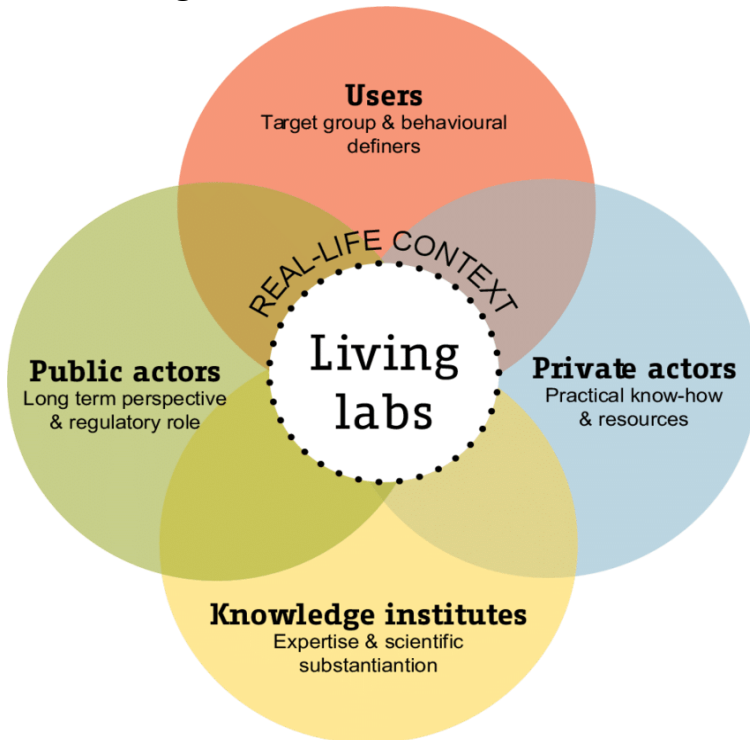 Users
Target group & behavioural
definers
REAL-LIFE CONTEXT
Living
labs
Public actors
Long term perspective
& regulatory role
Private actors
Practical know-how
& resources
Knowledge institutes
Expertise & scientific
substantiantion